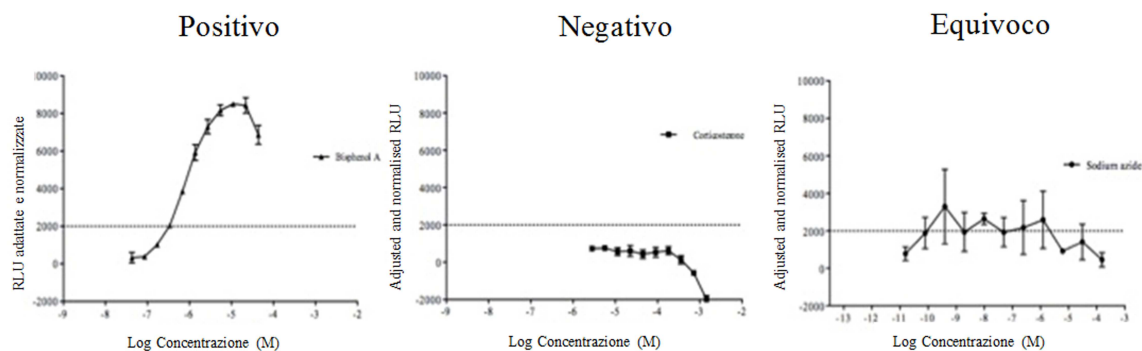 Positivo
Negativo
Equivoco
RLU adattate e normalizzate
10000
8000
6000
4000
2000
0
-2000
Bisphenol A
-9 -8 -7 -6 -5 -4 -3 -2
Log Concentrazione (M)
Adjusted and normalised RLU
10000
8000
6000
4000
2000
0
-2000
Corticosterone
-9 -8 -7 -6 -5 -4 -3 -2
Log Concentrazione (M)
Adjusted and normalised RLU
10000
8000
6000
4000
2000
0
-2000
Sodium azide
-13 -12 -11 -10 -9 -8 -7 -6 -5 -4 -3
Log Concentrazione (M)